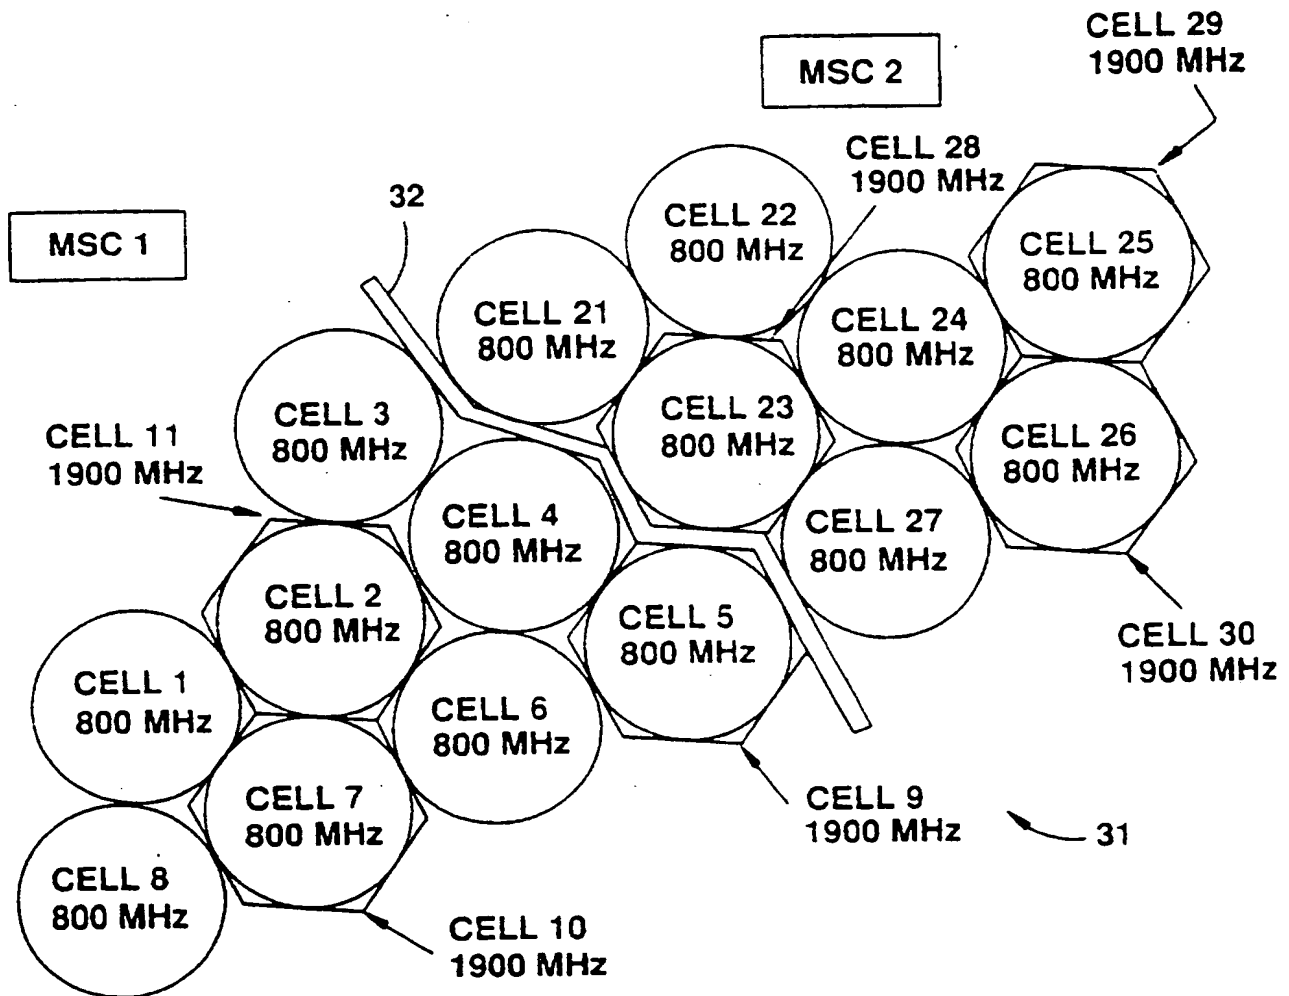 CELL 29
1900 MHz
MSC 2
CELL 28
1900 MHz
32
MSC 1
CELL 22
800 MHz
CELL 25
800 MHz
CELL 21
800 MHz
CELL 24
800 MHz
CELL 3
800 MHz
CELL 23
800 MHz
CELL 26
800 MHz
CELL 11
1900 MHz
CELL 4
800 MHz
CELL 27
800 MHz
CELL 2
800 MHz
CELL 5
800 MHz
CELL 30
1900 MHz
CELL 1
800 MHz
CELL 6
800 MHz
CELL 7
800 MHz
CELL 9
1900 MHz
31
CELL 8
800 MHz
CELL 10
1900 MHz